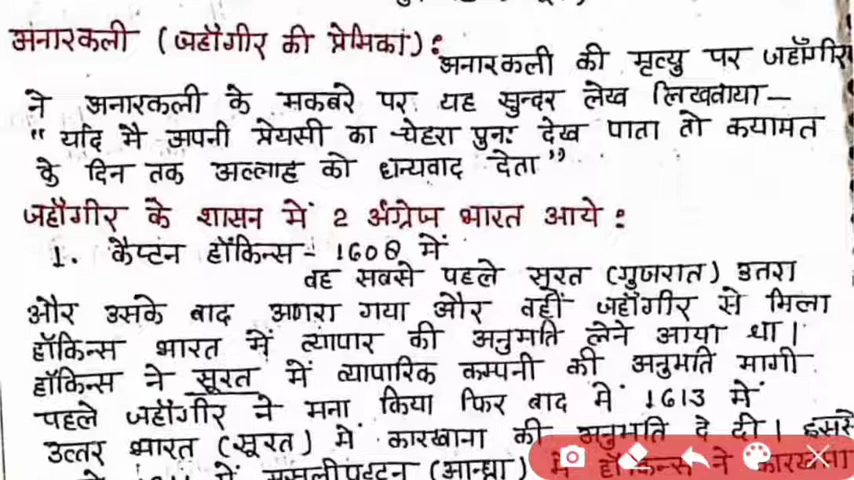 अनारकली (जहाँगीर की प्रेमिका) :
अनारकली की मृत्यु पर जहाँगीर
ने अनारकली के मकबरे पर यह सुन्दर लेख लिखवाया –
" यदि मै अपनी प्रेयसी का चेहरा पुनः देख पाता तो कयामत
के दिन तक अल्लाह को धन्यवाद देता "
जहाँगीर के शासन में 2 अंग्रेज भारत आये :
1. कैप्टन हॉकिन्स - 1608 में
वह सबसे पहले सूरत (गुजरात) उतरा
और उसके बाद आगरा गया और वहीं जहाँगीर से मिला
हॉकिन्स भारत में व्यापार की अनुमति लेने आया था।
हॉकिन्स ने सूरत में व्यापारिक कम्पनी की अनुमति मागी
पहले जहाँगीर ने मना किया फिर बाद में 1613 में
उत्तर भारत (सूरत) में कारखाना की अनुमति दे दी। इससे
में मसलीपट्टन (आन्ध्रा) में हॉकिन्स ने कारखाना